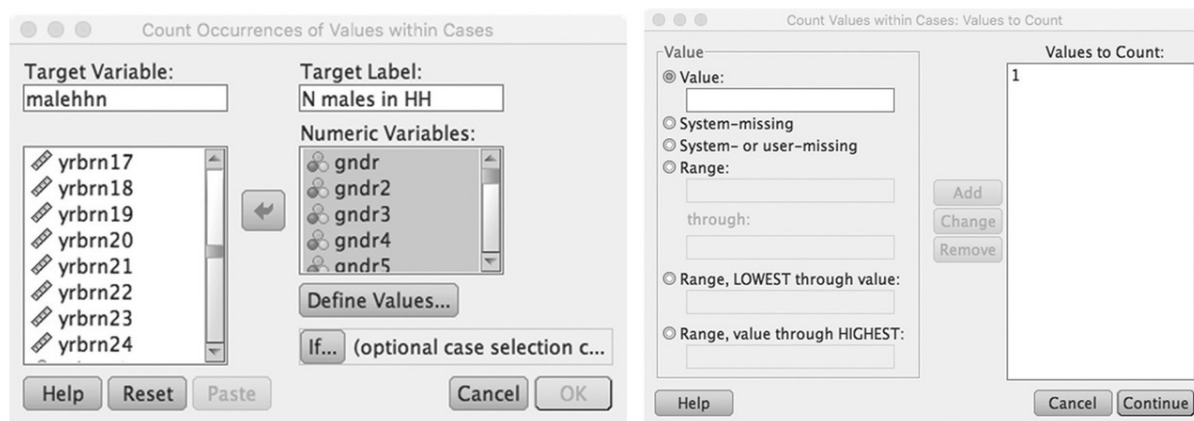 Count Occurrences of Values within Cases
Target Variable:
malehhn
Target Label:
N males in HH
Numeric Variables:
yrbrn17
yrbrn18
yrbrn19
yrbrn20
yrbrn21
yrbrn22
yrbrn23
yrbrn24
gndr
gndr2
gndr3
gndr4
gndr5
Define Values...
If... (optional case selection c...
Help Reset Paste Cancel OK
Count Values within Cases: Values to Count
Value
Value:
System-missing
System- or user-missing
Range:
through:
Range, LOWEST through value:
Range, value through HIGHEST:
Add
Change
Remove
Values to Count:
1
Help Cancel Continue